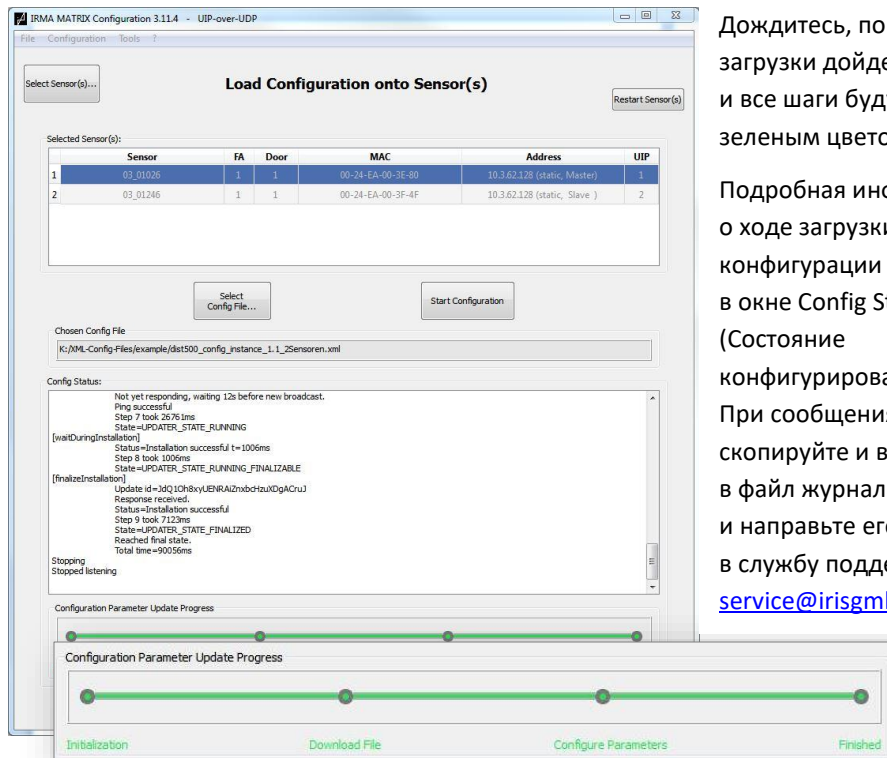 IRMA MATRIX Configuration 3.11.4 - UIP-over-UDP
File Configuration Tools ?
Select Sensor(s)...
Load Configuration onto Sensor(s)
Restart Sensor(s)
Selected Sensor(s):
Sensor FA Door MAC Address UIP
1 03_01026 1 1 00-24-EA-00-3E-80 10.3.62.128 (static, Master) 1
2 03_01246 1 1 00-24-EA-00-3F-4F 10.3.62.128 (static, Slave ) 2
Select
Config File...
Start Configuration
Chosen Config File
K:/XML-Config-Files/example/dist500_config_instance_1.1_2Sensoren.xml
Config Status:
Not yet responding, waiting 12s before new broadcast.
Ping successful
Step 7 took 26761ms
State=UPDATER_STATE_RUNNING
[waitDuringInstallation]
Status=Installation successful t=1006ms
Step 8 took 1006ms
State=UPDATER_STATE_RUNNING_FINALIZABLE
[finalizeInstallation]
Update id=JdQ1Oh8xyUENRAiZnxbcHzuXDgACruJ
Response received.
Status=Installation successful
Step 9 took 7123ms
State=UPDATER_STATE_FINALIZED
Reached final state.
Total time=90056ms
Stopping
Stopped listening
Configuration Parameter Update Progress
Configuration Parameter Update Progress
Initialization Download File Configure Parameters Finished
Дождитесь, по
загрузки дойде
и все шаги буд
зеленым цвето
Подробная инс
о ходе загрузки
конфигурации
в окне Config St
(Состояние
конфигурирова
При сообщения
скопируйте и в
в файл журнал
и направьте его
в службу подде
service@irisgml